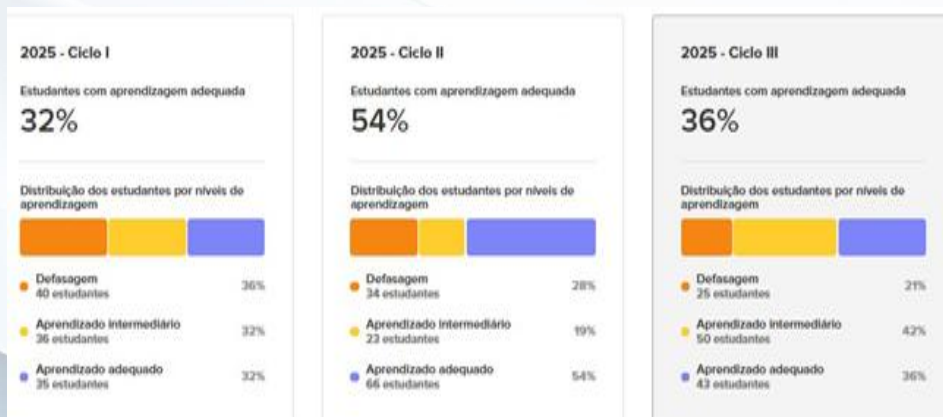 2025 - Ciclo I
Estudantes com aprendizagem adequada
32%
Distribuição dos estudantes por níveis de
aprendizagem
Defasagem
40 estudantes
36%
Aprendizado intermediário
36 estudantes
32%
Aprendizado adequado
35 estudantes
32%
2025 - Ciclo II
Estudantes com aprendizagem adequada
54%
Distribuição dos estudantes por níveis de
aprendizagem
Defasagem
34 estudantes
28%
Aprendizado intermediário
23 estudantes
19%
Aprendizado adequado
66 estudantes
54%
2025 - Ciclo III
Estudantes com aprendizagem adequada
36%
Distribuição dos estudantes por níveis de
aprendizagem
Defasagem
25 estudantes
21%
Aprendizado intermediário
50 estudantes
42%
Aprendizado adequado
43 estudantes
36%